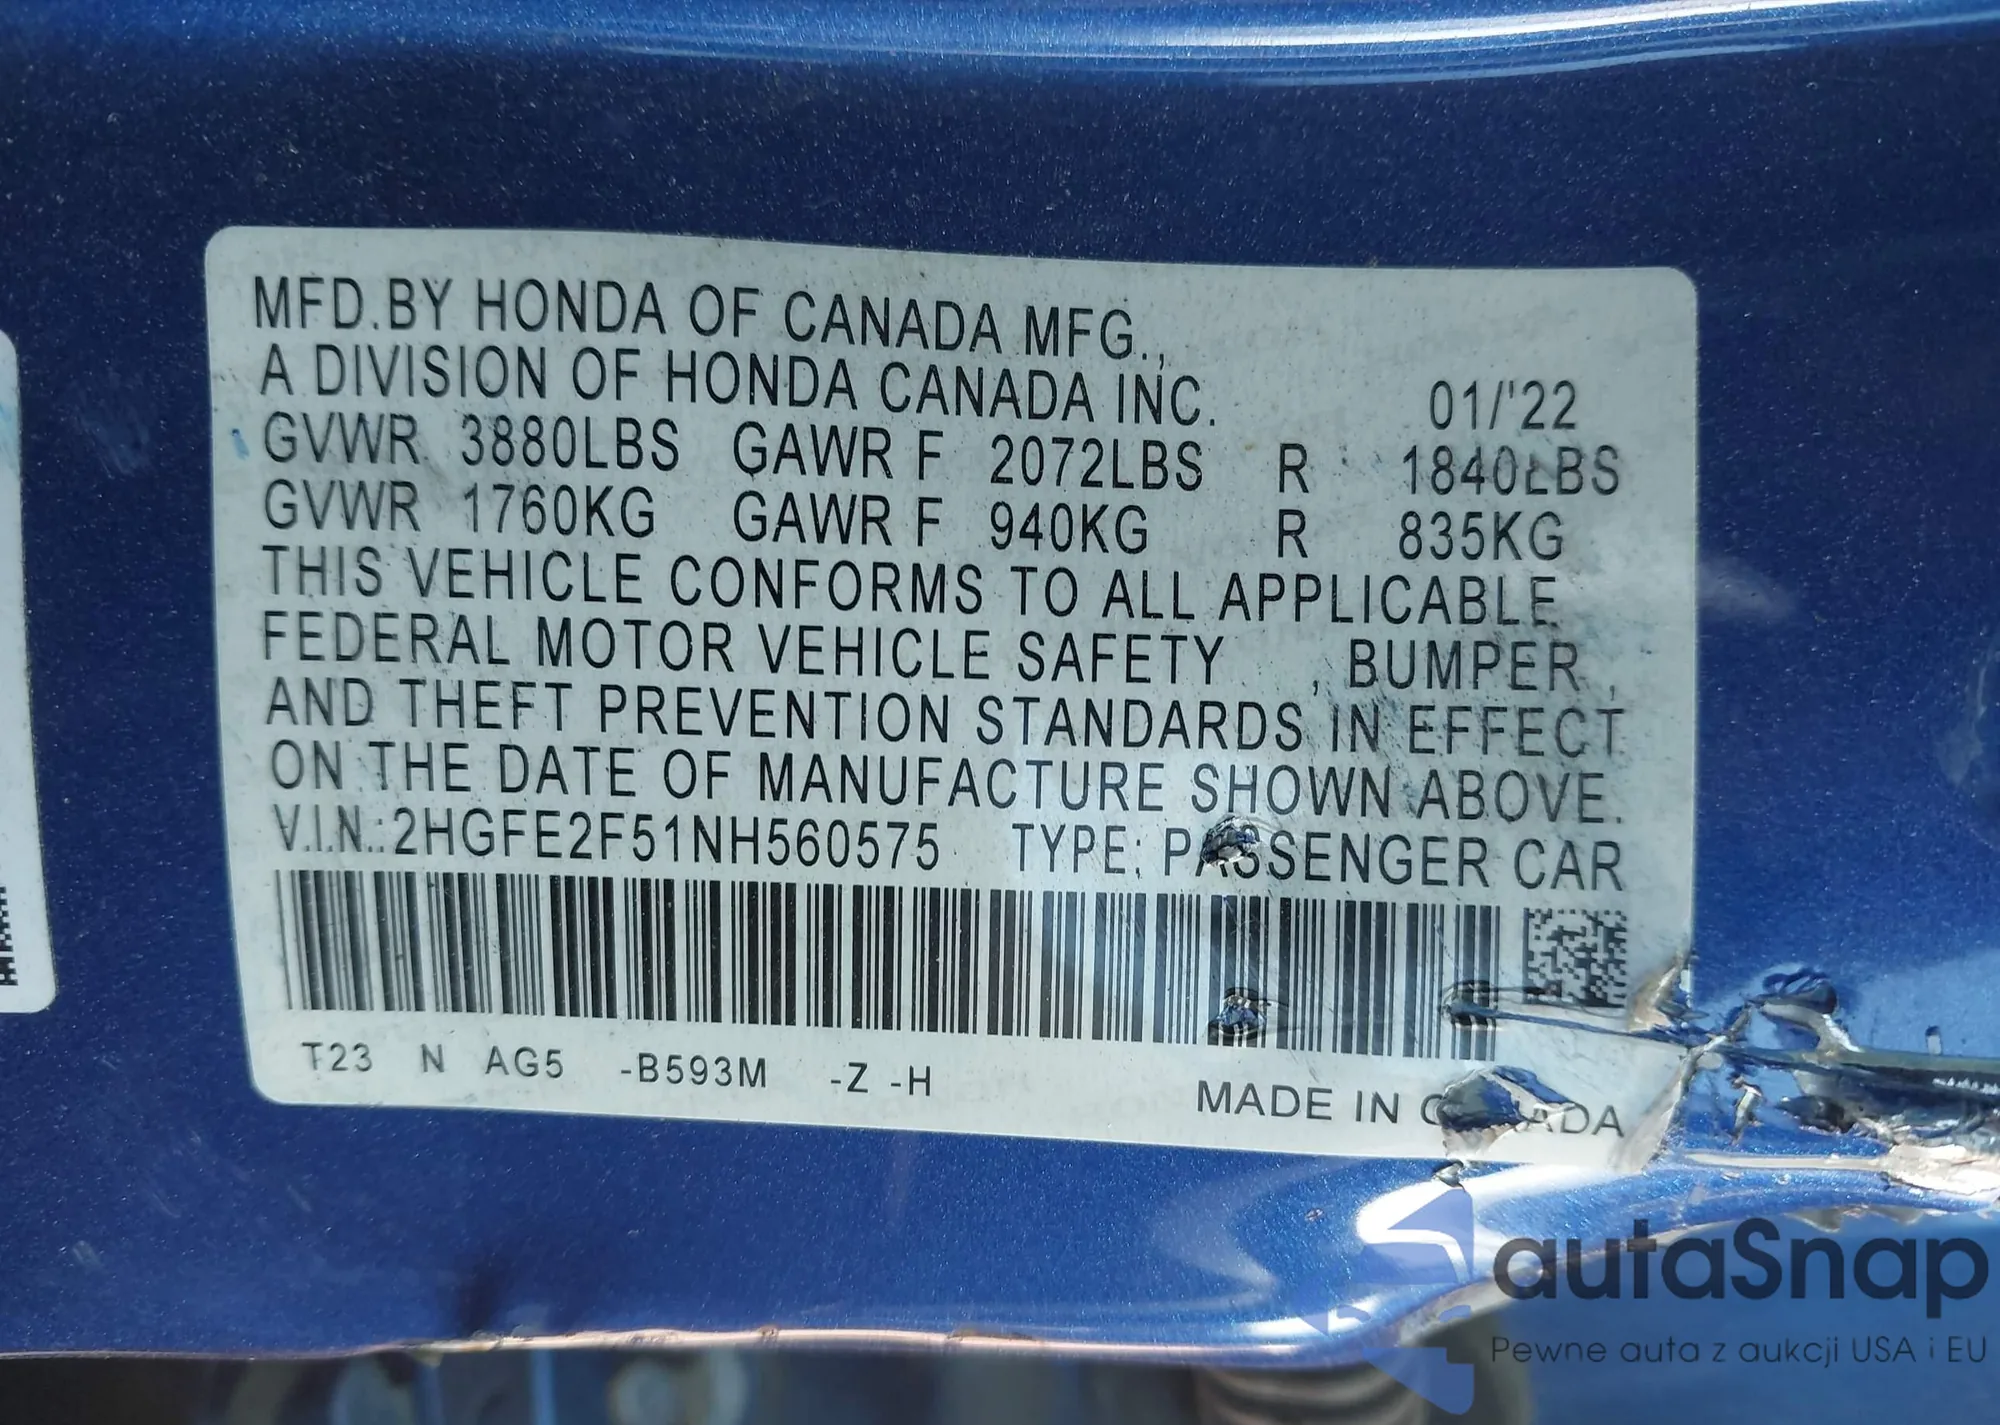 MFD.BY HONDA OF CANADA MFG.,
A DIVISION OF HONDA CANADA INC. 01/'22
GVWR 3880LBS GAWR F 2072LBS R 1840LBS
GVWR 1760KG GAWR F 940KG R 835KG
THIS VEHICLE CONFORMS TO ALL APPLICABLE
FEDERAL MOTOR VEHICLE SAFETY , BUMPER ,
AND THEFT PREVENTION STANDARDS IN EFFECT
ON THE DATE OF MANUFACTURE SHOWN ABOVE.
V.I.N.:2HGFE2F51NH560575 TYPE: PASSENGER CAR
T23 N AG5 -B593M -Z -H
MADE IN CANADA
autaSnap
Pewne auta z aukcji USA i EU